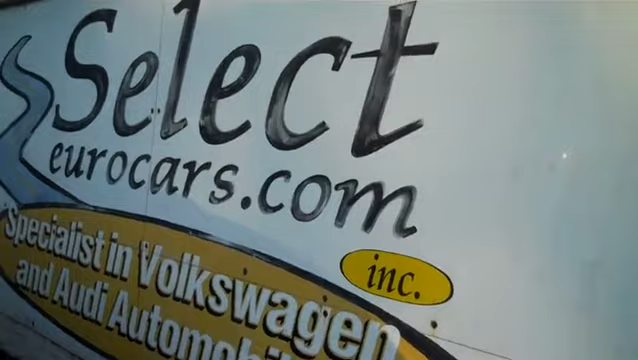 Select
eurocars.com
inc.
Specialist in Volkswagen
and Audi